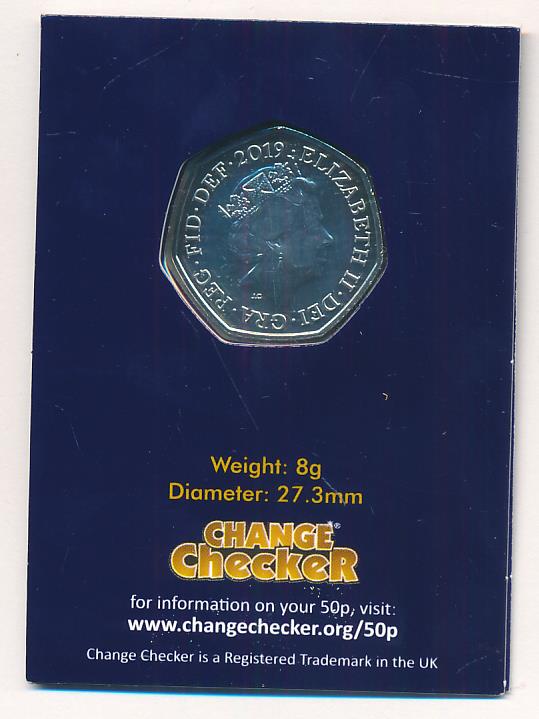 ELIZABETH II · DEI · GRA · REG · FID · DEF · 2019
Weight: 8g
Diameter: 27.3mm
CHANGE
CHecKeR®
for information on your 50p, visit:
www.changechecker.org/50p
Change Checker is a Registered Trademark in the UK